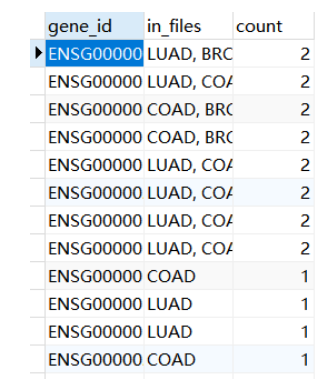 gene_id in_files count
ENSG00000 LUAD, BRC 2
ENSG00000 LUAD, COA 2
ENSG00000 COAD, BRC 2
ENSG00000 COAD, BRC 2
ENSG00000 LUAD, COA 2
ENSG00000 LUAD, COA 2
ENSG00000 LUAD, COA 2
ENSG00000 LUAD, COA 2
ENSG00000 COAD 1
ENSG00000 LUAD 1
ENSG00000 LUAD 1
ENSG00000 COAD 1